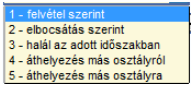 1 - felvétel szerint
2 - elbocsátás szerint
3 - halál az adott időszakban
4 - áthelyezés más osztályról
5 - áthelyezés más osztályra